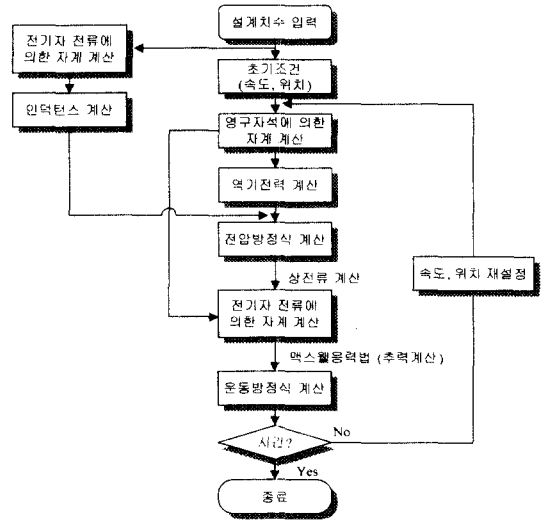 설계치수 입력
전기자 전류에
의한 자계 계산
초기조건
(속도, 위치)
인덕턴스 계산
영구자석에 의한
자계 계산
역기전력 계산
전압방정식 계산
상전류 계산
속도, 위치 재설정
전기자 전류에
의한 자계 계산
맥스웰응력법 (추력계산)
운동방정식 계산
시간?
No
Yes
종료